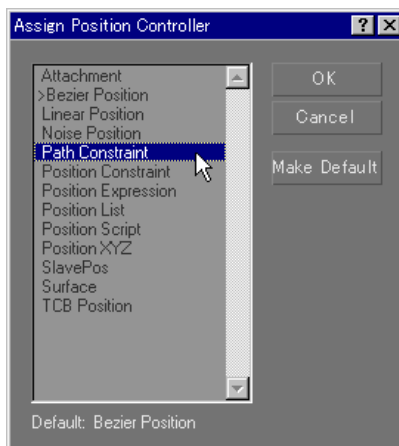 Assign Position Controller
Attachment
>Bezier Position
Linear Position
Noise Position
Path Constraint
Position Constraint
Position Expression
Position List
Position Script
Position XYZ
SlavePos
Surface
TCB Position
OK
Cancel
Make Default
Default: Bezier Position